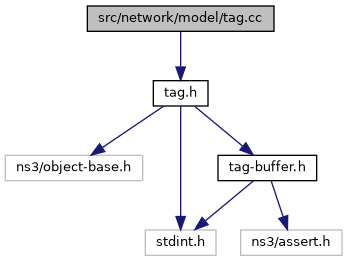 src/network/model/tag.cc
tag.h
ns3/object-base.h
tag-buffer.h
stdint.h
ns3/assert.h